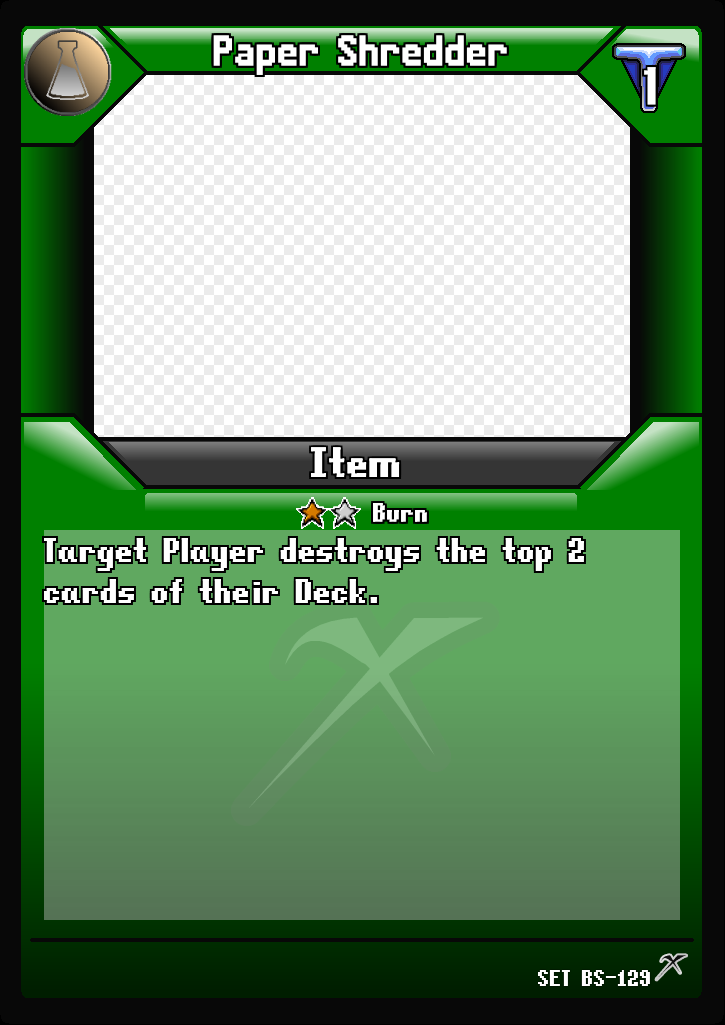 Paper Shredder
1
Item
Burn
Target Player destroys the top 2
cards of their Deck.
SET BS-129